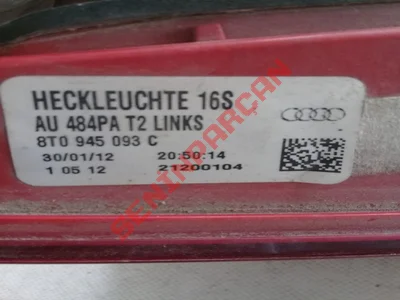 HECKLEUCHTE 16S
AU 484PA T2 LINKS
8T0 945 093 C
30/01/12 20:50:14
1 05 12 21200104
BENIMPARCAN